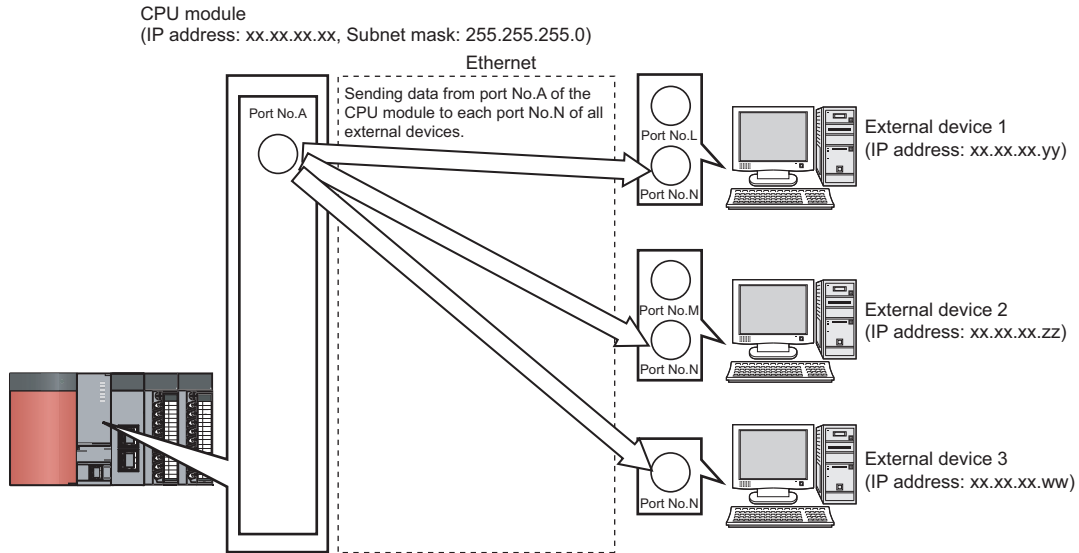 CPU module
(IP address: xx.xx.xx.xx, Subnet mask: 255.255.255.0)
Ethernet
Port No.A
Sending data from port No.A of the
CPU module to each port No.N of all
external devices.
Port No.L
Port No.N
External device 1
(IP address: xx.xx.xx.yy)
Port No.M
Port No.N
External device 2
(IP address: xx.xx.xx.zz)
Port No.N
External device 3
(IP address: xx.xx.xx.ww)